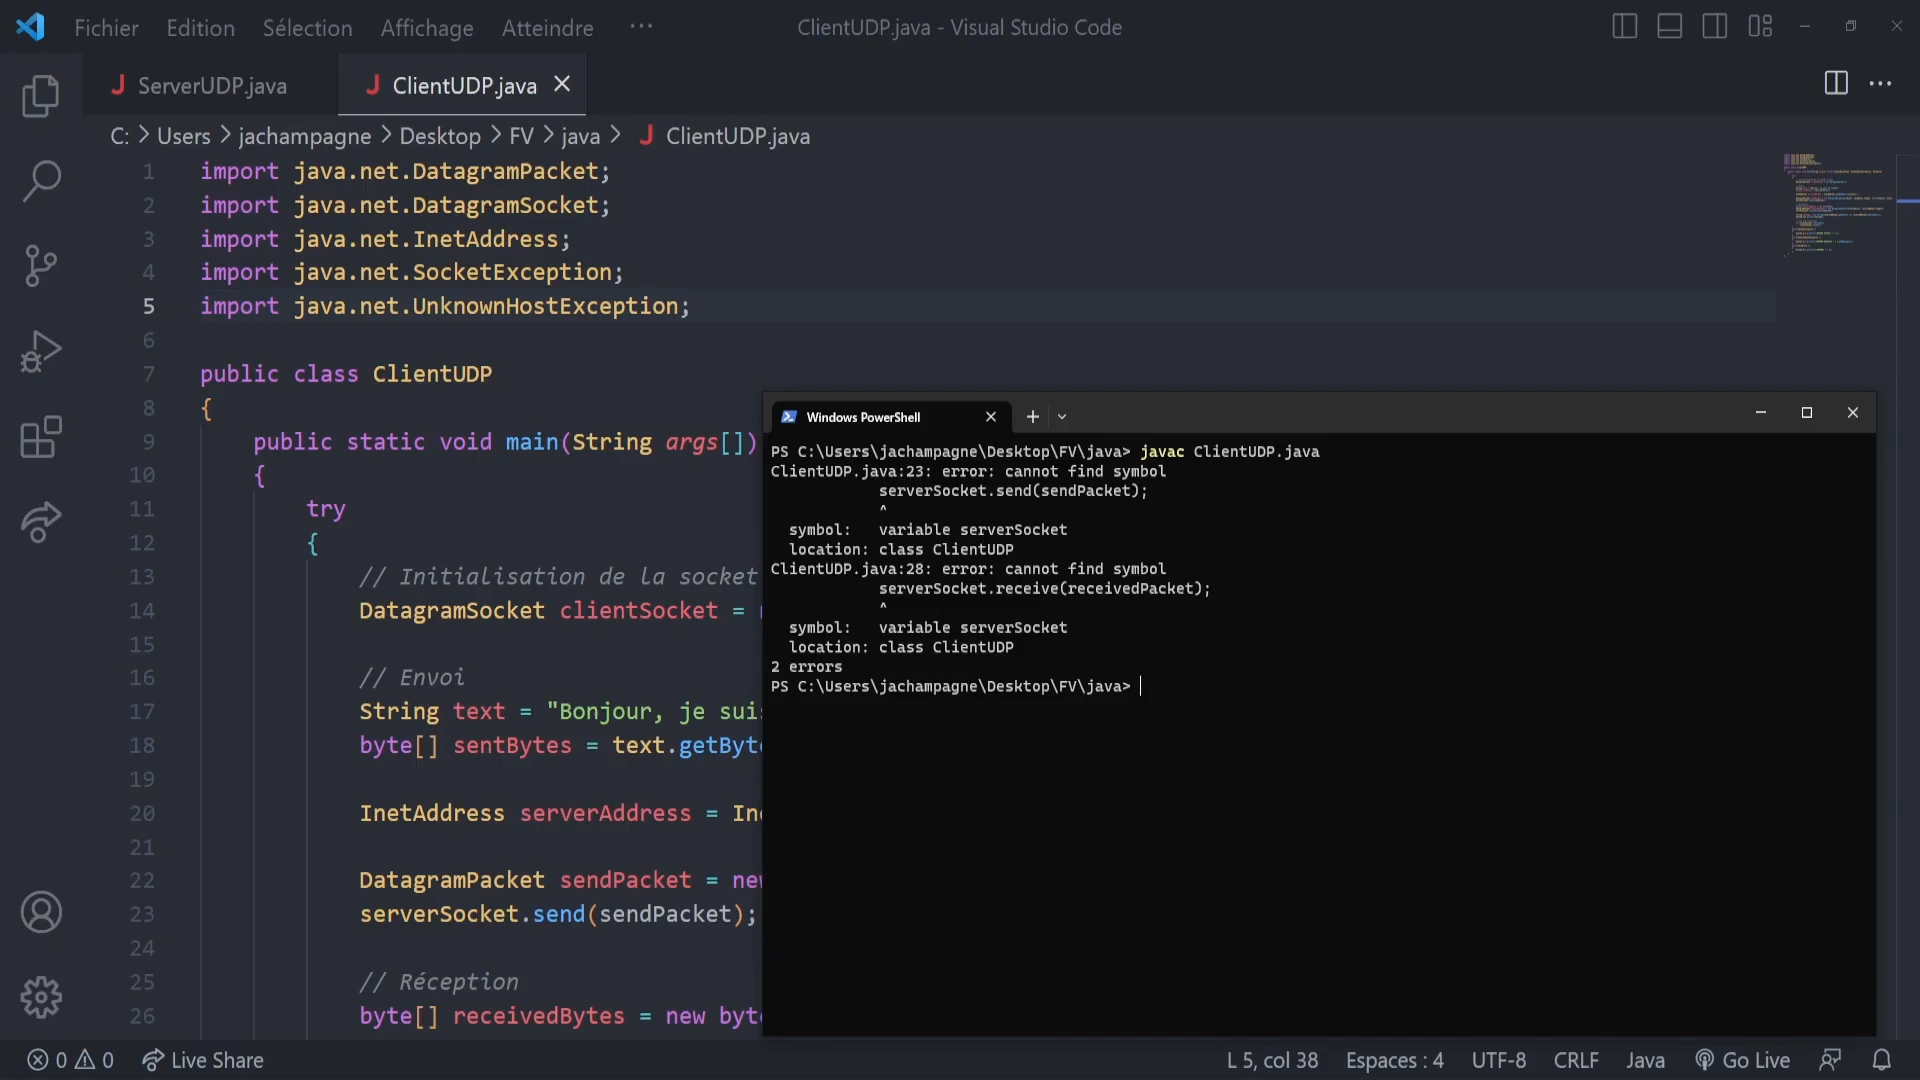 Fichier Edition Sélection Affichage Atteindre ··· ClientUDP.java - Visual Studio Code
J ServerUDP.java J ClientUDP.java
C: > Users > jachampagne > Desktop > FV > java > J ClientUDP.java
1 import java.net.DatagramPacket;
2 import java.net.DatagramSocket;
3 import java.net.InetAddress;
4 import java.net.SocketException;
5 import java.net.UnknownHostException;
6
7 public class ClientUDP
8 {
9 public static void main(String args[])
10 {
11 try
12 {
13 // Initialisation de la socket
14 DatagramSocket clientSocket =
15
16 // Envoi
17 String text = "Bonjour, je suis
18 byte[] sentBytes = text.getByte
19
20 InetAddress serverAddress = Ine
21
22 DatagramPacket sendPacket = new
23 serverSocket.send(sendPacket);
24
25 // Réception
26 byte[] receivedBytes = new byte
Windows PowerShell
PS C:\Users\jachampagne\Desktop\FV\java> javac ClientUDP.java
ClientUDP.java:23: error: cannot find symbol
serverSocket.send(sendPacket);
^
symbol: variable serverSocket
location: class ClientUDP
ClientUDP.java:28: error: cannot find symbol
serverSocket.receive(receivedPacket);
^
symbol: variable serverSocket
location: class ClientUDP
2 errors
PS C:\Users\jachampagne\Desktop\FV\java>
0 0 Live Share L 5, col 38 Espaces : 4 UTF-8 CRLF Java Go Live